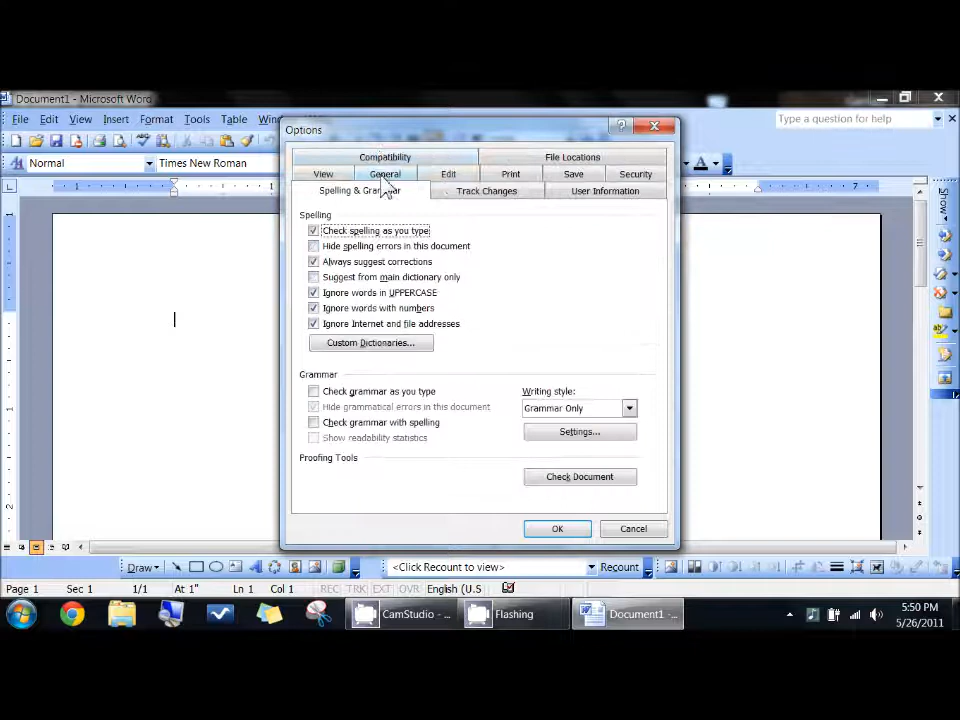 Document1 - Microsoft Word
File Edit View Insert Format Tools Table
Type a question for help
Normal Times New Roman
Options
Compatibility File Locations
View General Edit Print Save Security
Track Changes User Information
Show
Spelling
Check spelling as you type
Hide spelling errors in this document
Always suggest corrections
Suggest from main dictionary only
Ignore words in UPPERCASE
Ignore words with numbers
Ignore Internet and file addresses
Custom Dictionaries...
Grammar
Check grammar as you type
Writing style:
Hide grammatical errors in this document
Grammar Only
Check grammar with spelling
Settings...
Show readability statistics
Proofing Tools
Check Document
OK Cancel
Draw
<Click Recount to view> Recount
Page 1 Sec 1 1/1 At 1" Ln 1 Col 1 REC TRK EXT OVR English (U.S
CamStudio - ... Flashing Document1 -...
5:50 PM
5/26/2011